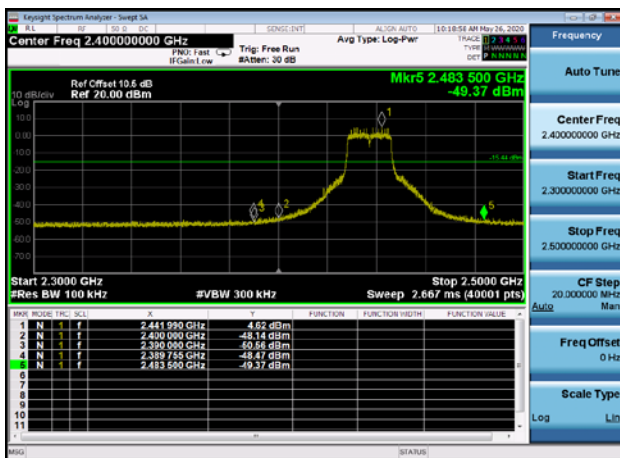 Keysight Spectrum Analyzer - Swept SA
RL RF 50 Ω DC SENSE:INT ALIGN AUTO 10:18:58 AM May 26, 2020
Center Freq 2.400000000 GHz
PNO: Fast
IFGain:Low
Trig: Free Run
#Atten: 30 dB
Avg Type: Log-Pwr
TRACE 1 2 3 4 5 6
TYPE
DET P N N N N N
Frequency
Auto Tune
Center Freq
2.400000000 GHz
Start Freq
2.300000000 GHz
Stop Freq
2.500000000 GHz
CF Step
20.000000 MHz
Auto Man
Freq Offset
0 Hz
Scale Type
Log Lin
Ref Offset 10.6 dB
10 dB/div Ref 20.00 dBm
Mkr5 2.483 500 GHz
-49.37 dBm
Log
10.0
0.00
-10.0
-20.0
-30.0
-40.0
-50.0
-60.0
-70.0
1
-15.44 dBm
2
5
Start 2.3000 GHz Stop 2.5000 GHz
#Res BW 100 kHz #VBW 300 kHz Sweep 2.667 ms (40001 pts)
MKR MODE TRC SCL X Y FUNCTION FUNCTION WIDTH FUNCTION VALUE
1 N 1 f 2.441 990 GHz 4.62 dBm
2 N 1 f 2.400 000 GHz -48.14 dBm
3 N 1 f 2.390 000 GHz -50.56 dBm
4 N 1 f 2.389 755 GHz -48.47 dBm
5 N 1 f 2.483 500 GHz -49.37 dBm
6
7
8
9
10
11
MSG STATUS